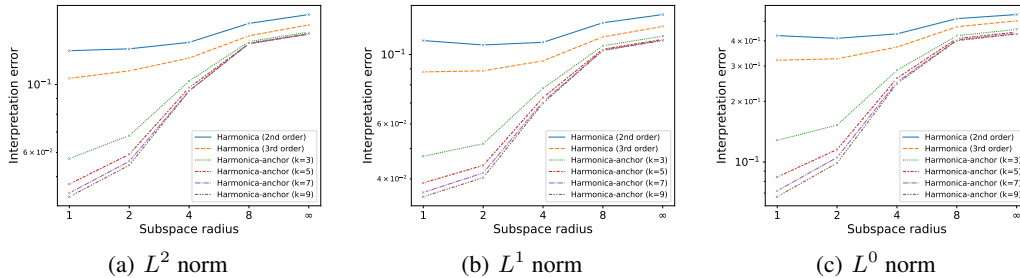 Interpretation error
10⁻¹
6 × 10⁻²
Harmonica (2nd order)
Harmonica (3rd order)
Harmonica-anchor (k=3)
Harmonica-anchor (k=5)
Harmonica-anchor (k=7)
Harmonica-anchor (k=9)
1 2 4 8 ∞
Subspace radius
(a) L² norm
Interpretation error
10⁻¹
6 × 10⁻²
4 × 10⁻²
Harmonica (2nd order)
Harmonica (3rd order)
Harmonica-anchor (k=3)
Harmonica-anchor (k=5)
Harmonica-anchor (k=7)
Harmonica-anchor (k=9)
1 2 4 8 ∞
Subspace radius
(b) L¹ norm
Interpretation error
4 × 10⁻¹
3 × 10⁻¹
2 × 10⁻¹
10⁻¹
Harmonica (2nd order)
Harmonica (3rd order)
Harmonica-anchor (k=3)
Harmonica-anchor (k=5)
Harmonica-anchor (k=7)
Harmonica-anchor (k=9)
1 2 4 8 ∞
Subspace radius
(c) L⁰ norm